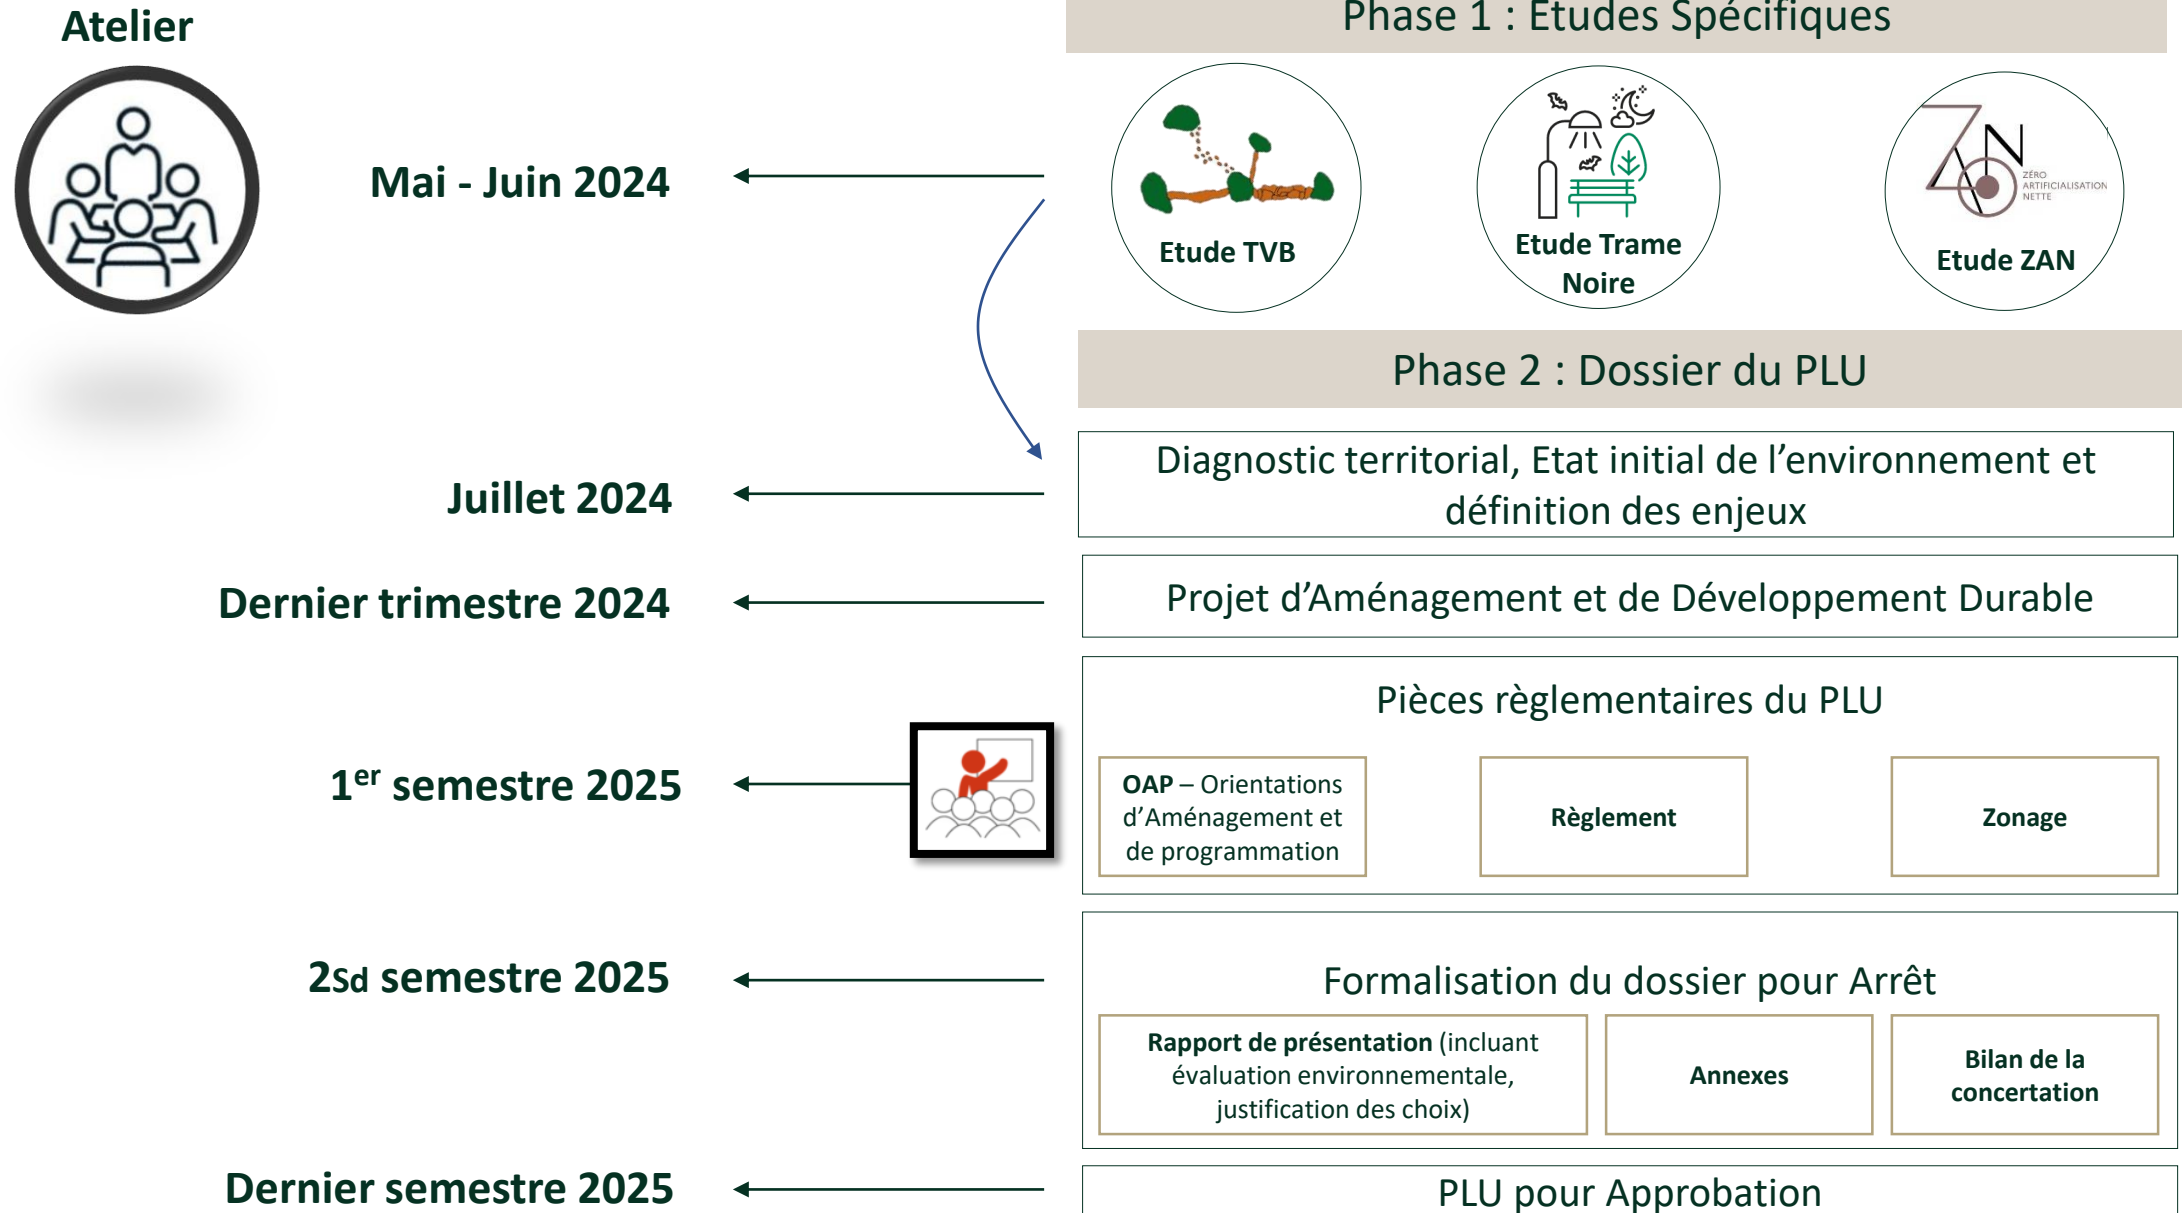 Atelier
Phase 1 : Etudes Spécifiques
Mai - Juin 2024
Etude TVB
Etude Trame
Noire
ZAN
ZÉRO
ARTIFICIALISATION
NETTE
Etude ZAN
Phase 2 : Dossier du PLU
Juillet 2024
Diagnostic territorial, Etat initial de l’environnement et
définition des enjeux
Dernier trimestre 2024
Projet d’Aménagement et de Développement Durable
Pièces règlementaires du PLU
1er semestre 2025
OAP – Orientations
d’Aménagement et
de programmation
Règlement
Zonage
2Sd semestre 2025
Formalisation du dossier pour Arrêt
Rapport de présentation (incluant
évaluation environnementale,
justification des choix)
Annexes
Bilan de la
concertation
Dernier semestre 2025
PLU pour Approbation